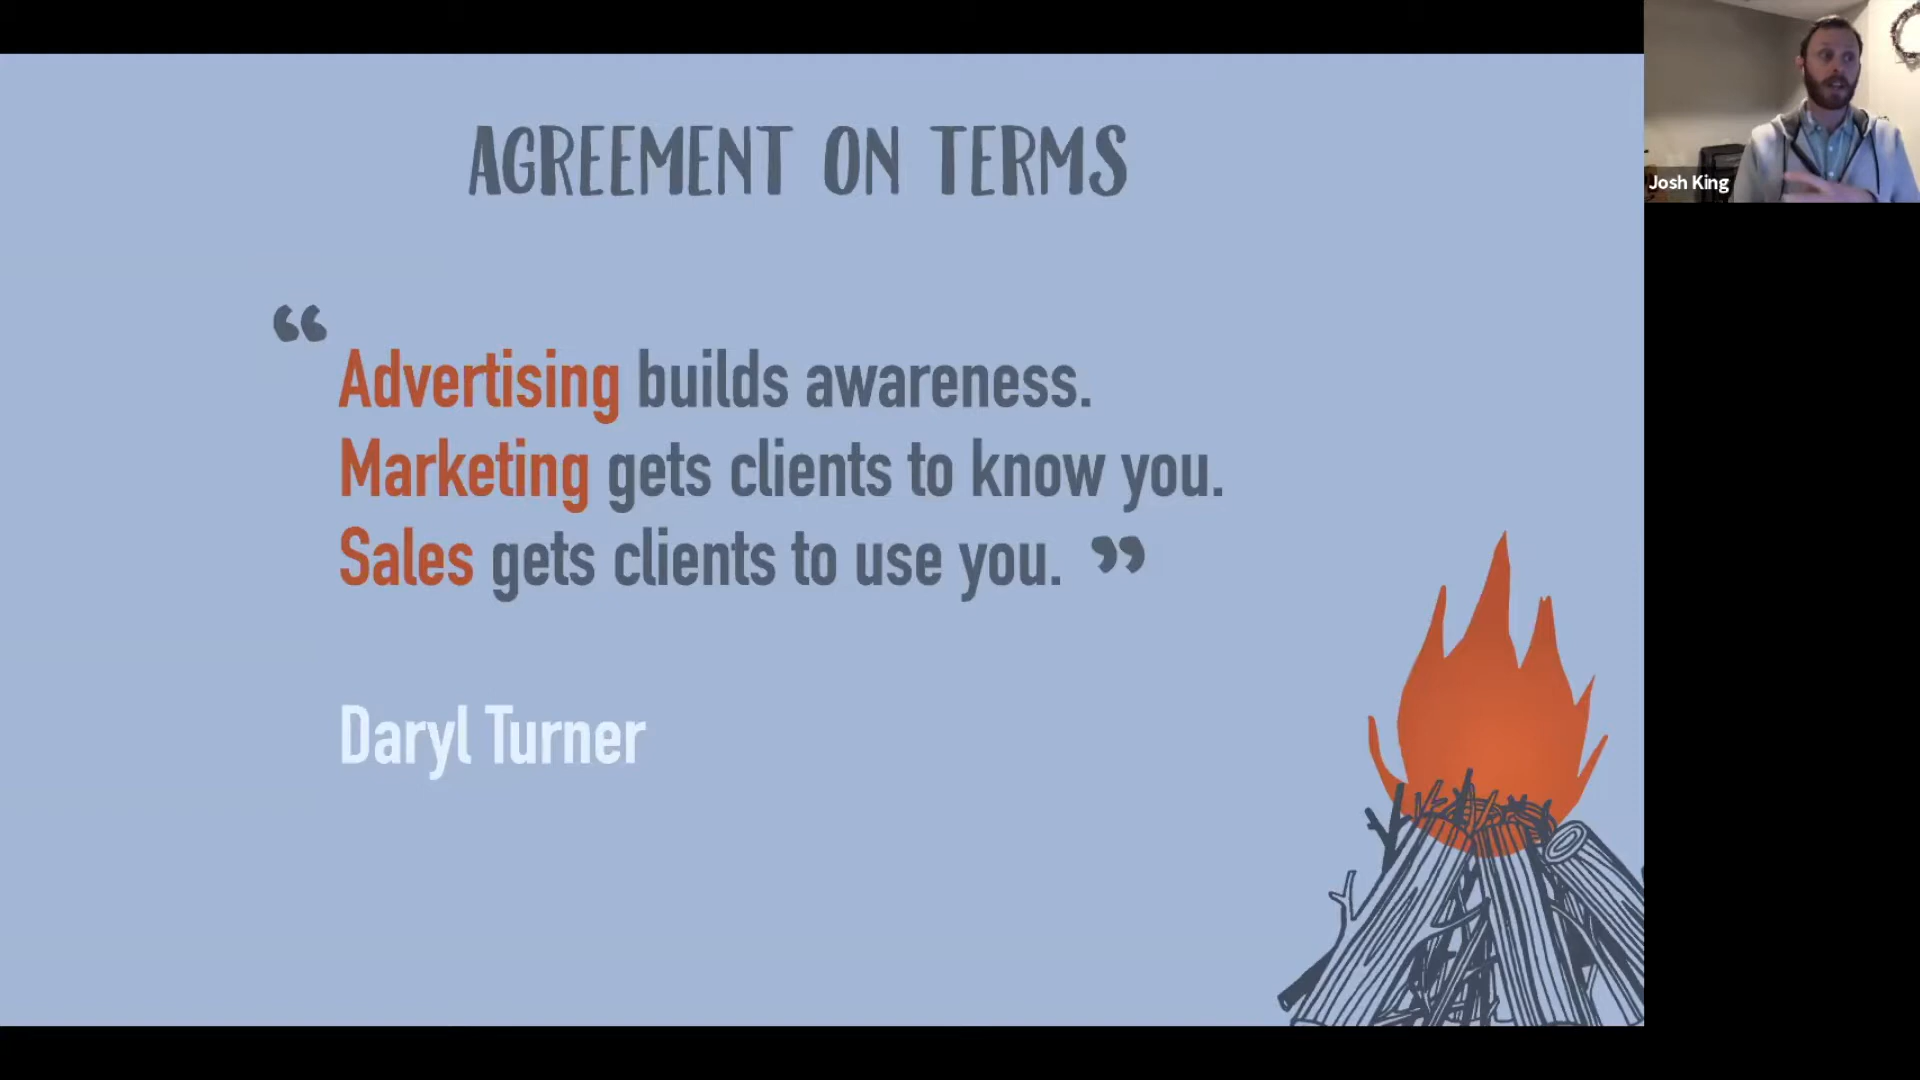 AGREEMENT ON TERMS
“Advertising builds awareness.
Marketing gets clients to know you.
Sales gets clients to use you.”
Daryl Turner
Josh King